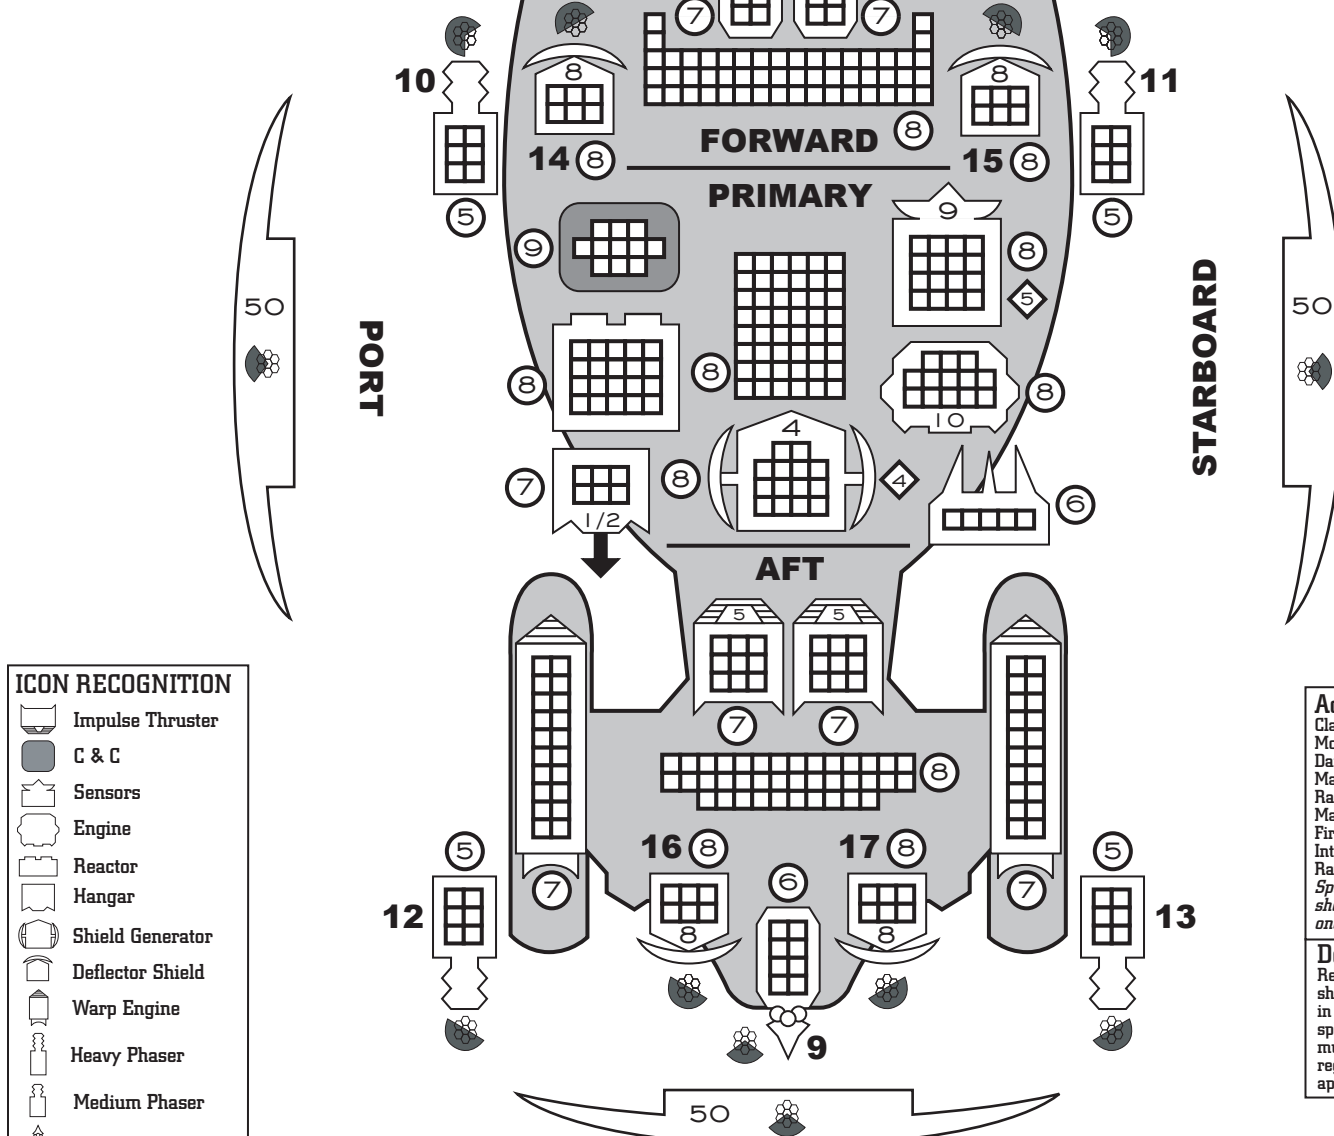 7
7
10
8
8
11
FORWARD
8
14
8
15
8
PRIMARY
5
5
9
9
8
5
50
50
PORT
STARBOARD
8
8
8
10
4
7
8
4
6
1/2
AFT
5
5
7
7
8
16
8
17
8
5
6
5
7
7
12
13
8
8
9
50
ICON RECOGNITION
Impulse Thruster
C & C
Sensors
Engine
Reactor
Hangar
Shield Generator
Deflector Shield
Warp Engine
Heavy Phaser
Medium Phaser